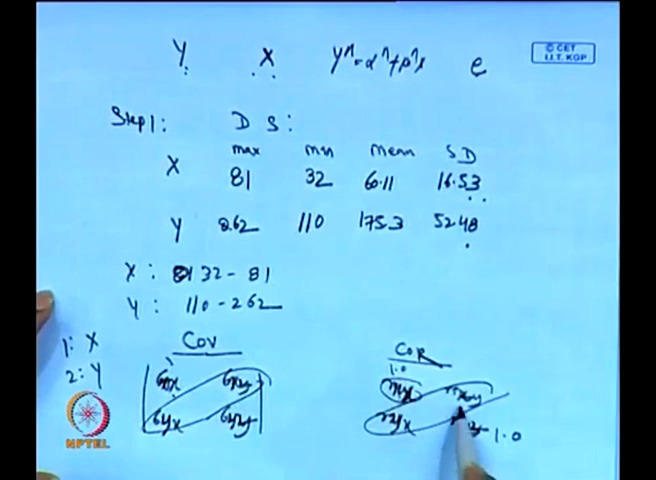 Y X Y^ = α^ + β^x e
© CET
I.I.T. KGP
Step 1: D S:
max min Mean SD
X 81 32 60.11 16.53
Y 262 110 175.3 52.48
X : 32 - 81
Y : 110 - 262
1: X
2: Y
Cov
COR
1.0
σxx σxy
σyx σyy
rxx rxy
ryx
1.0
NPTEL